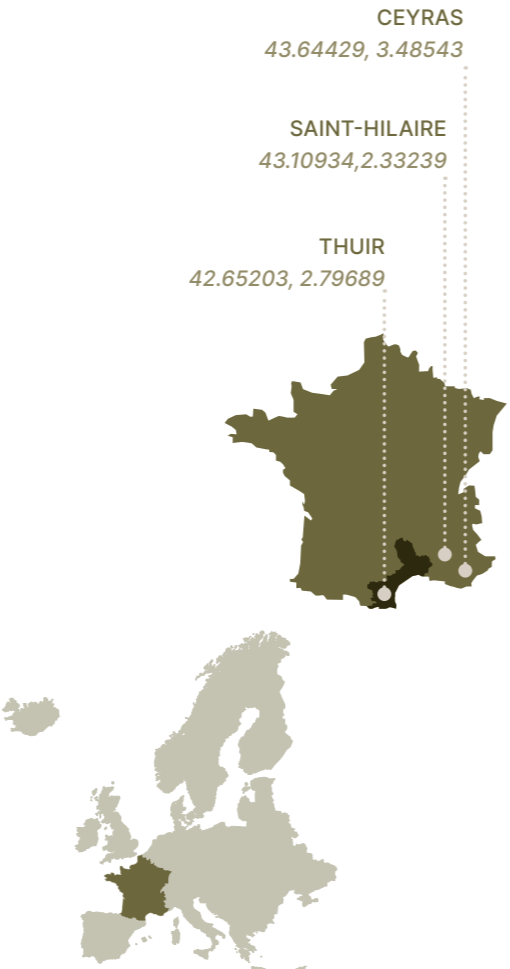 CEYRAS
43.64429, 3.48543
SAINT-HILAIRE
43.10934,2.33239
THUIR
42.65203, 2.79689